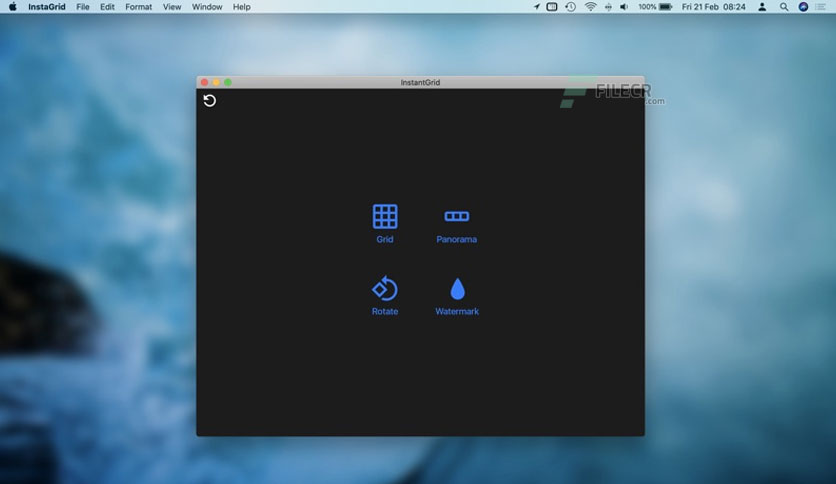 InstaGrid File Edit Format View Window Help 100% Fri 21 Feb 08:24
InstantGrid
FILECR
.com
Grid Panorama
Rotate Watermark